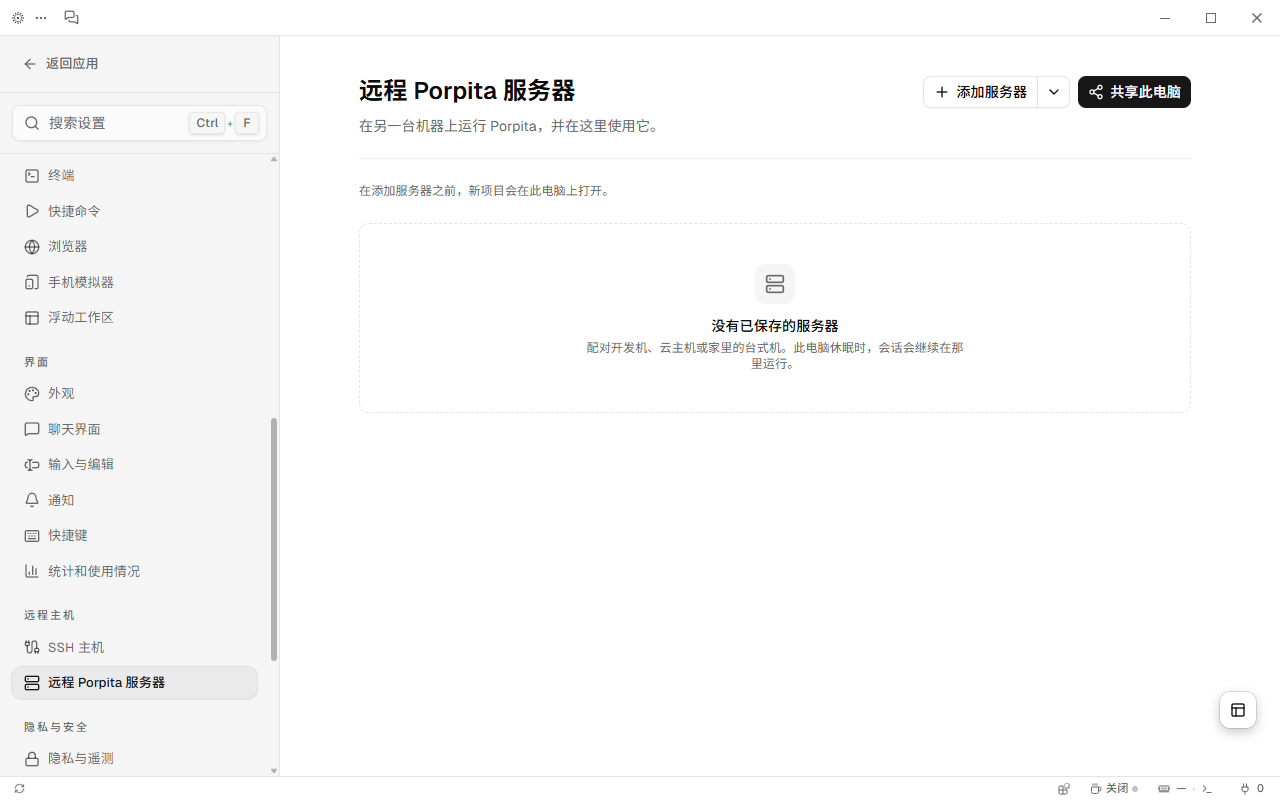 返回应用
搜索设置 Ctrl + F
终端
快捷命令
浏览器
手机模拟器
浮动工作区
界面
外观
聊天界面
输入与编辑
通知
快捷键
统计和使用情况
远程主机
SSH 主机
远程 Porpita 服务器
隐私与安全
隐私与遥测
远程 Porpita 服务器
添加服务器
共享此电脑
在另一台机器上运行 Porpita，并在这里使用它。
在添加服务器之前，新项目会在此电脑上打开。
没有已保存的服务器
配对开发机、云主机或家里的台式机。此电脑休眠时，会话会继续在那
里运行。
关闭
0